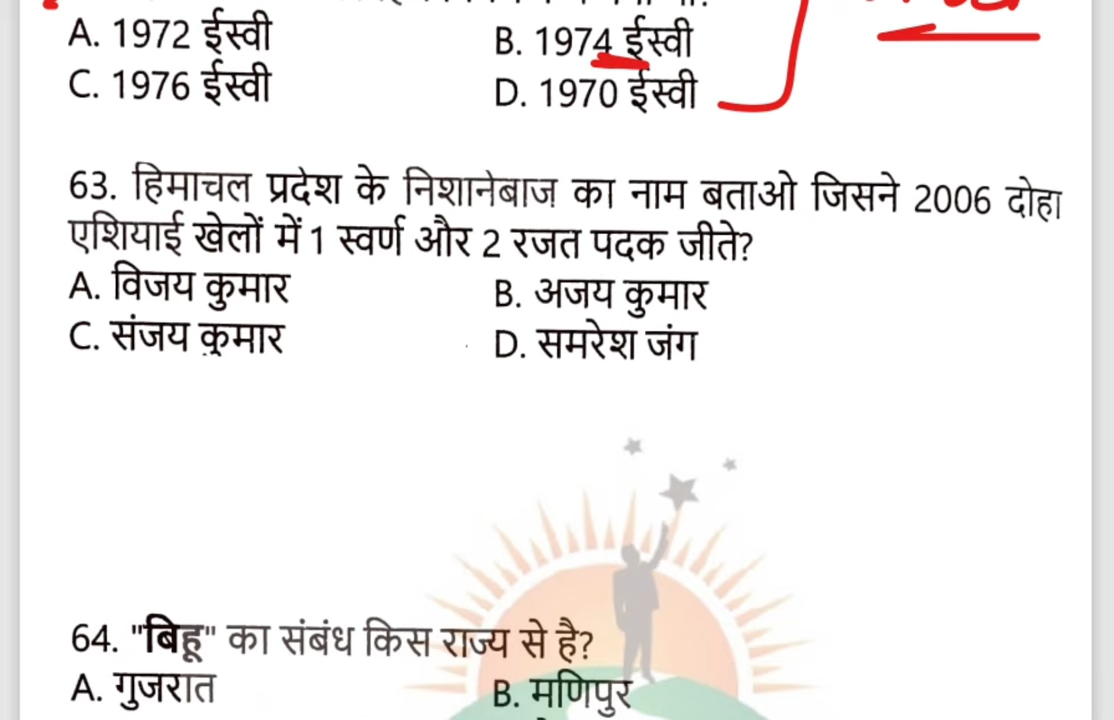 A. 1972 ईस्वी B. 1974 ईस्वी
C. 1976 ईस्वी D. 1970 ईस्वी
63. हिमाचल प्रदेश के निशानेबाज का नाम बताओ जिसने 2006 दोहा
एशियाई खेलों में 1 स्वर्ण और 2 रजत पदक जीते?
A. विजय कुमार B. अजय कुमार
C. संजय कुमार D. समरेश जंग
64. "बिहू" का संबंध किस राज्य से है?
A. गुजरात B. मणिपुर